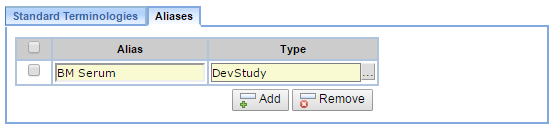 Standard Terminologies Aliases
Alias Type
BM Serum DevStudy ...
Add Remove